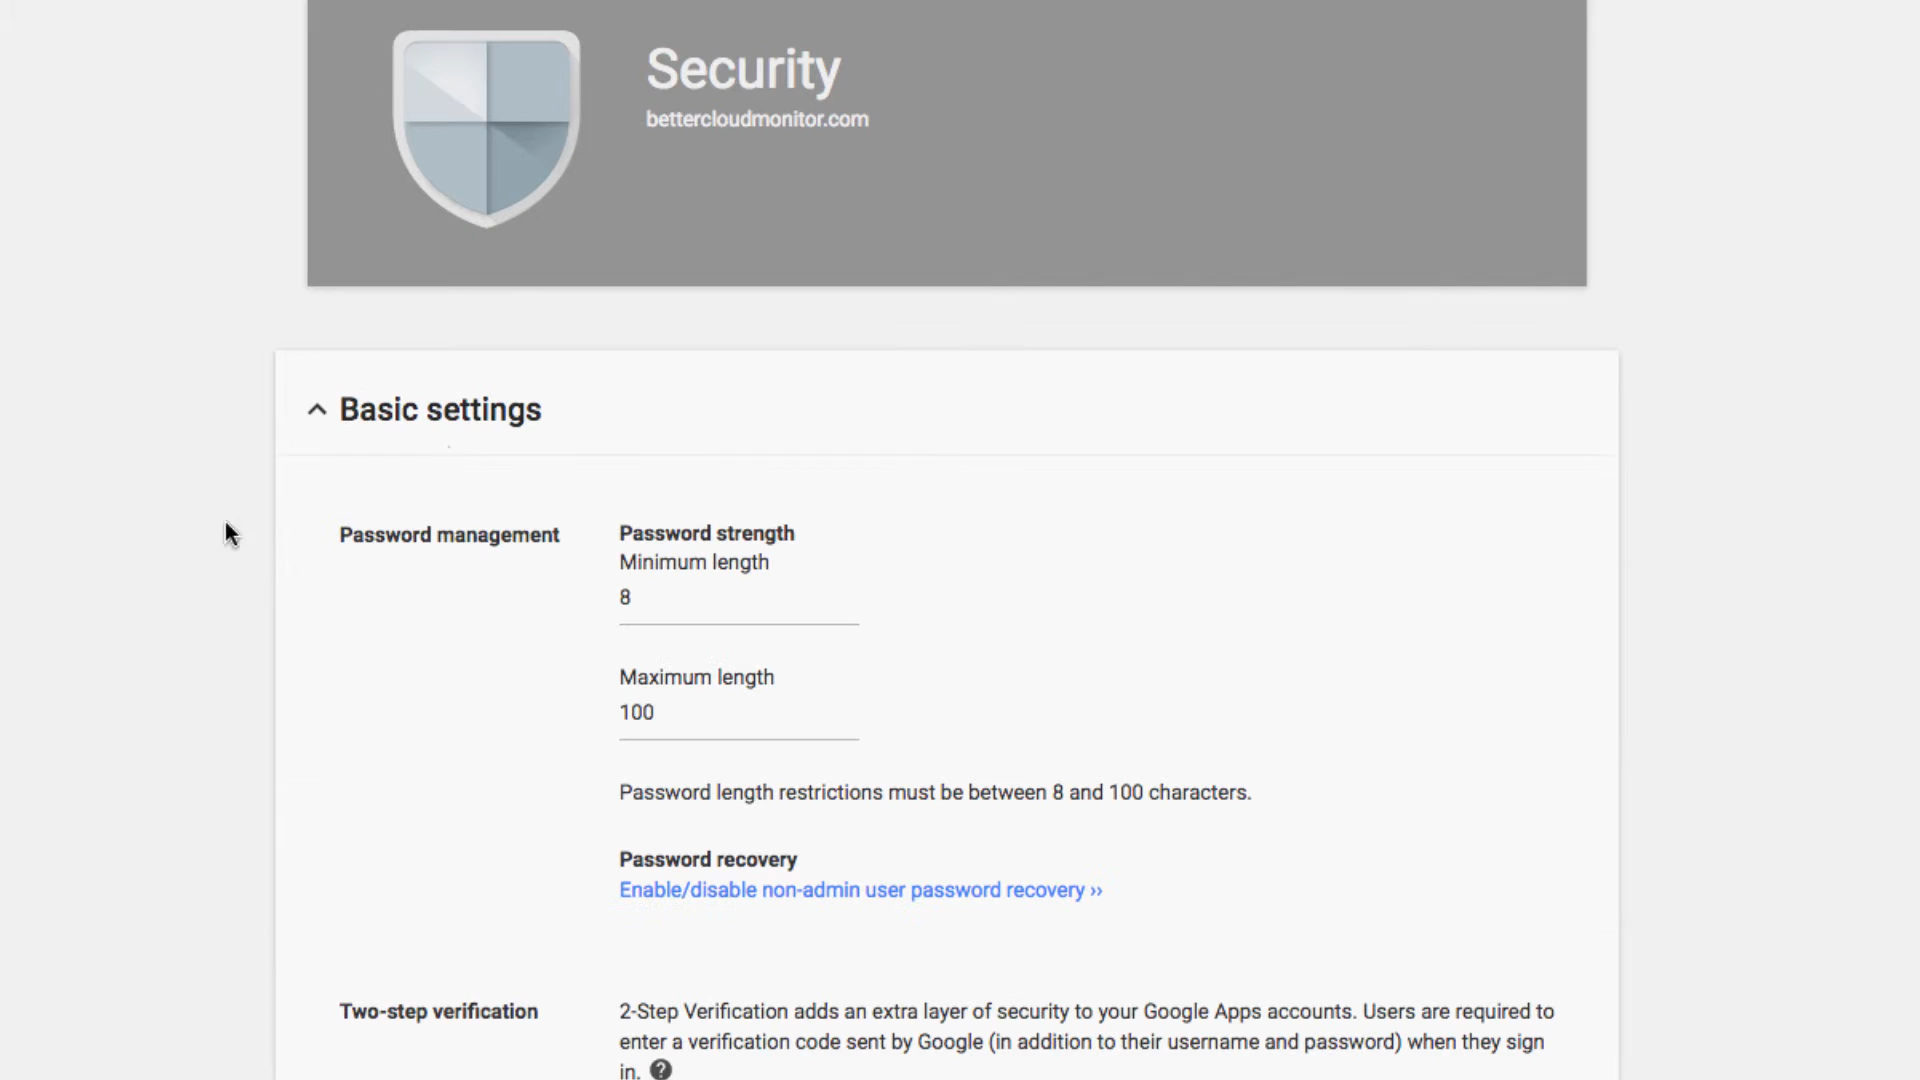 Security
bettercloudmonitor.com
Basic settings
Password management
Password strength
Minimum length
8
Maximum length
100
Password length restrictions must be between 8 and 100 characters.
Password recovery
Enable/disable non-admin user password recovery ››
Two-step verification
2-Step Verification adds an extra layer of security to your Google Apps accounts. Users are required to
enter a verification code sent by Google (in addition to their username and password) when they sign
in. ?